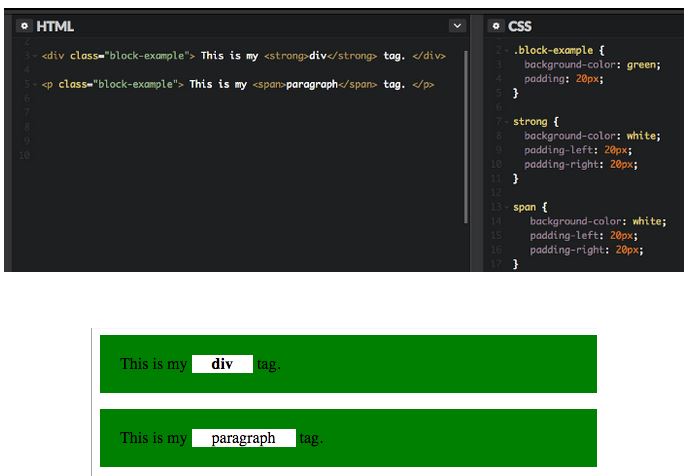 HTML
2
3 <div class="block-example"> This is my <strong>div</strong> tag. </div>
4
5 <p class="block-example"> This is my <span>paragraph</span> tag. </p>
6
7
8
9
10
CSS
2 .block-example {
3 background-color: green;
4 padding: 20px;
5 }
6
7 strong {
8 background-color: white;
9 padding-left: 20px;
10 padding-right: 20px;
11 }
12
13 span {
14 background-color: white;
15 padding-left: 20px;
16 padding-right: 20px;
17 }
This is my div tag.
This is my paragraph tag.